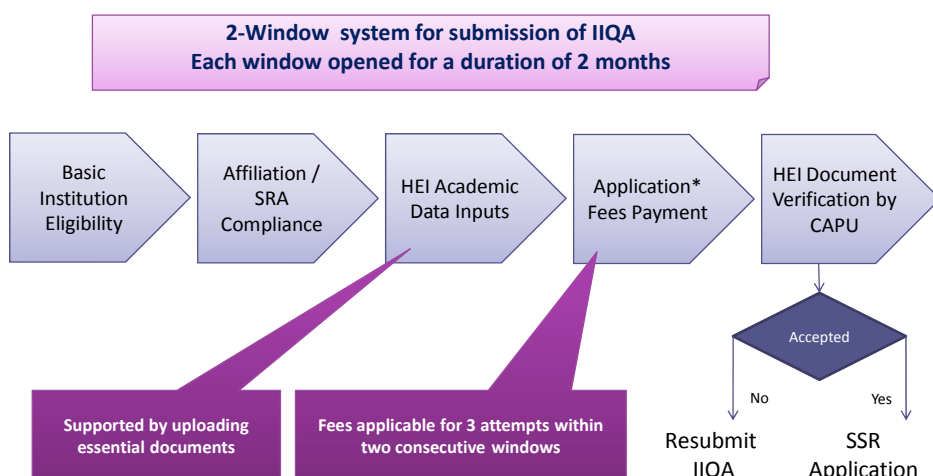 2-Window system for submission of IIQA
Each window opened for a duration of 2 months
Basic
Institution
Eligibility
Affiliation /
SRA
Compliance
HEI Academic
Data Inputs
Application*
Fees Payment
HEI Document
Verification by
CAPU
Accepted
No
Yes
Supported by uploading
essential documents
Fees applicable for 3 attempts within
two consecutive windows
Resubmit
IIQA
SSR
Application